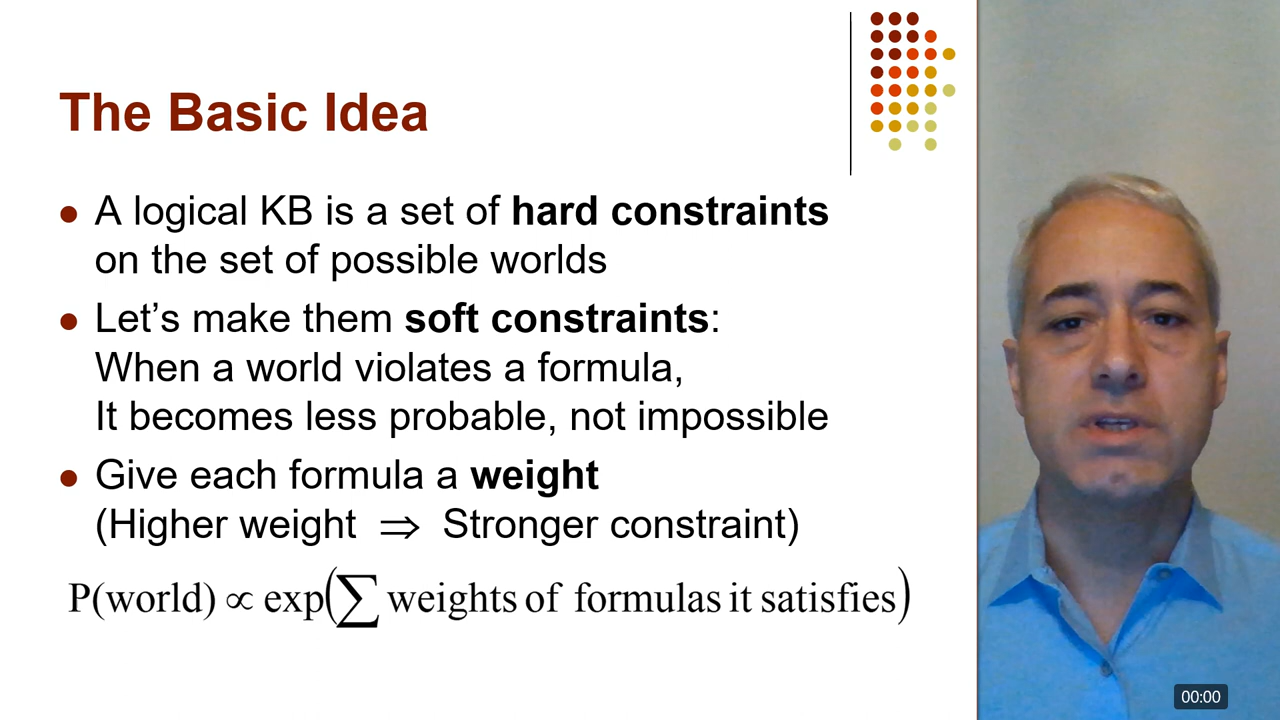 The Basic Idea
● A logical KB is a set of hard constraints
on the set of possible worlds
● Let’s make them soft constraints:
When a world violates a formula,
It becomes less probable, not impossible
● Give each formula a weight
(Higher weight ⇒ Stronger constraint)
P(world) ∝ exp(∑ weights of formulas it satisfies)
00:00